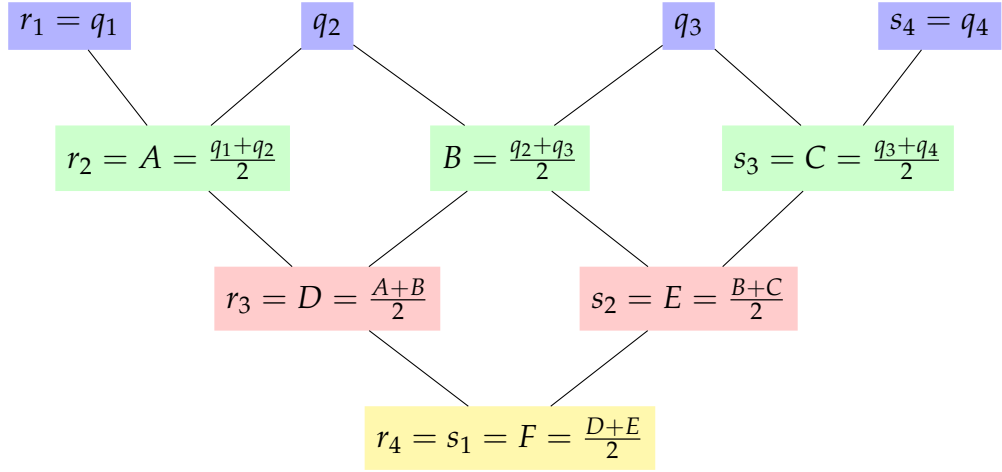 r₁ = q₁ q₂ q₃ s₄ = q₄
r₂ = A = (q₁+q₂)/2 B = (q₂+q₃)/2 s₃ = C = (q₃+q₄)/2
r₃ = D = (A+B)/2 s₂ = E = (B+C)/2
r₄ = s₁ = F = (D+E)/2